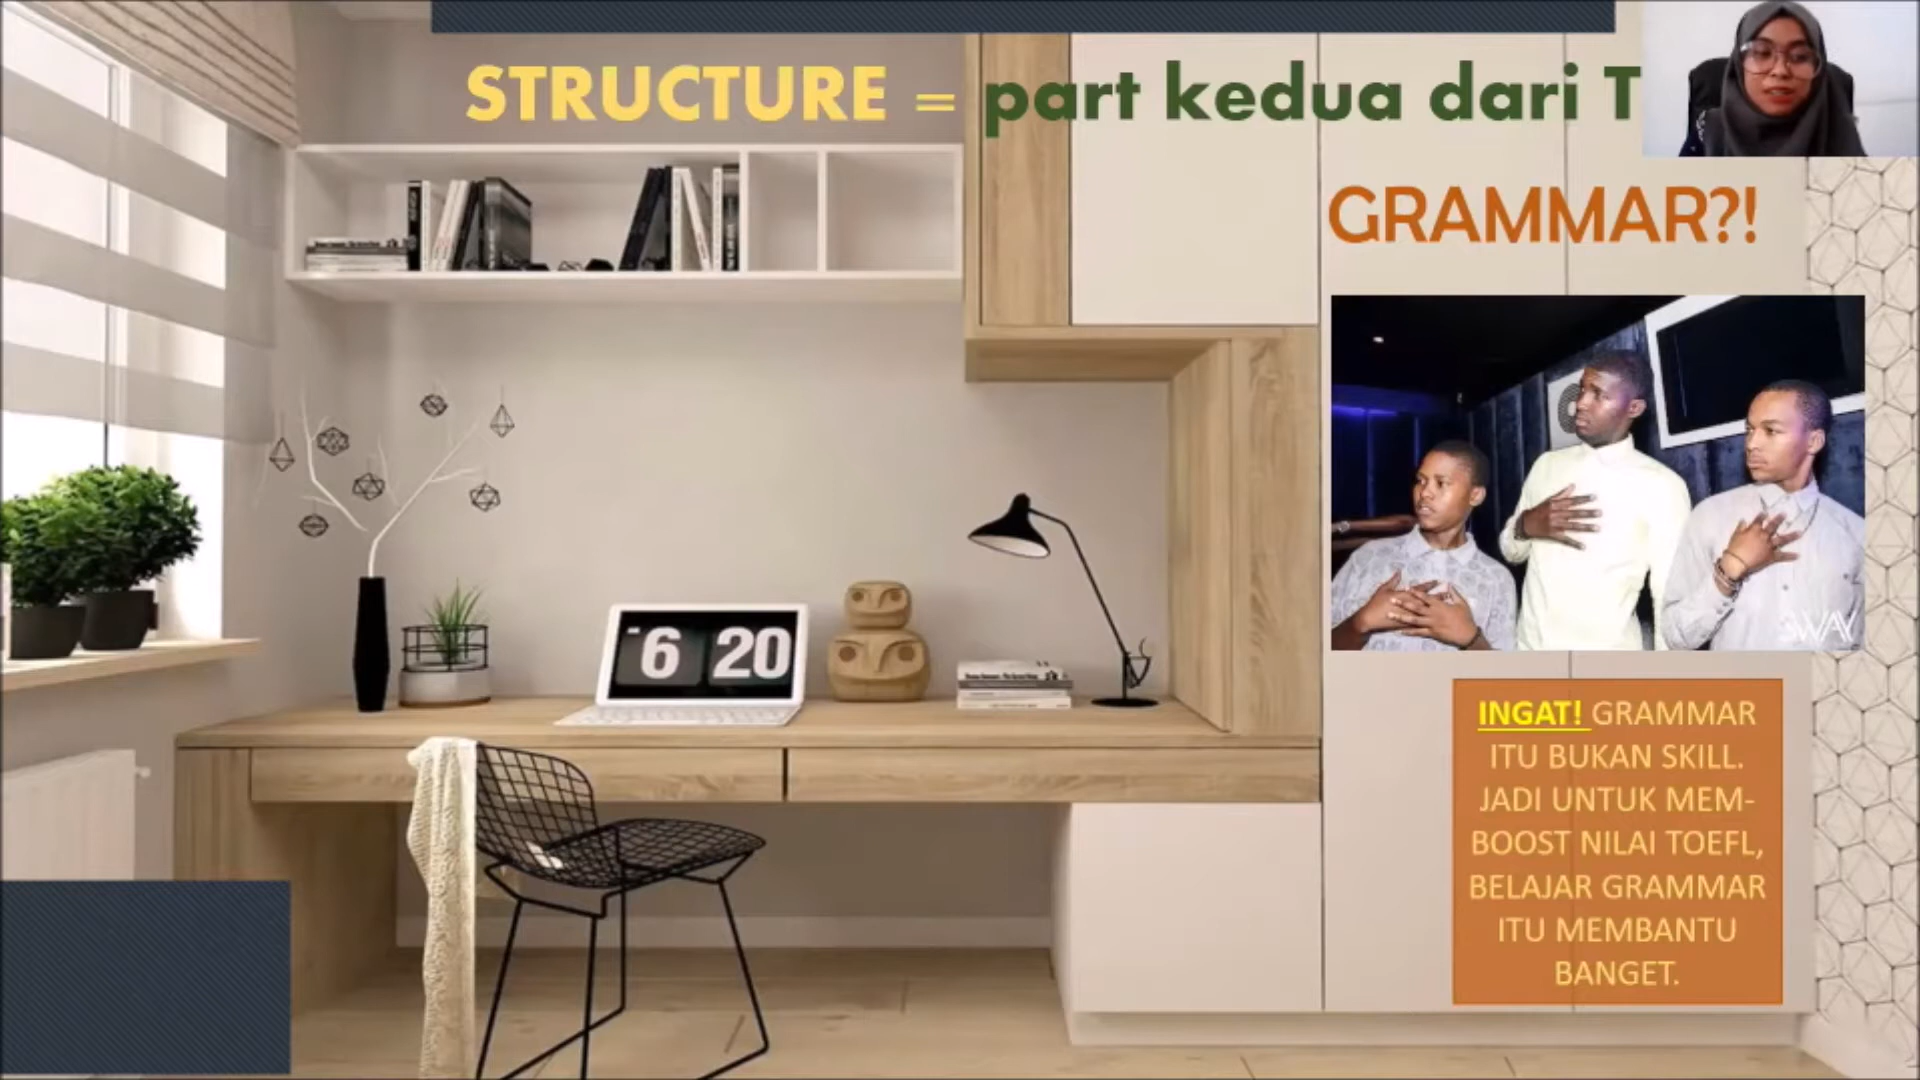 STRUCTURE = part kedua dari T
GRAMMAR?!
6 20
INGAT! GRAMMAR
ITU BUKAN SKILL.
JADI UNTUK MEM-
BOOST NILAI TOEFL,
BELAJAR GRAMMAR
ITU MEMBANTU
BANGET.